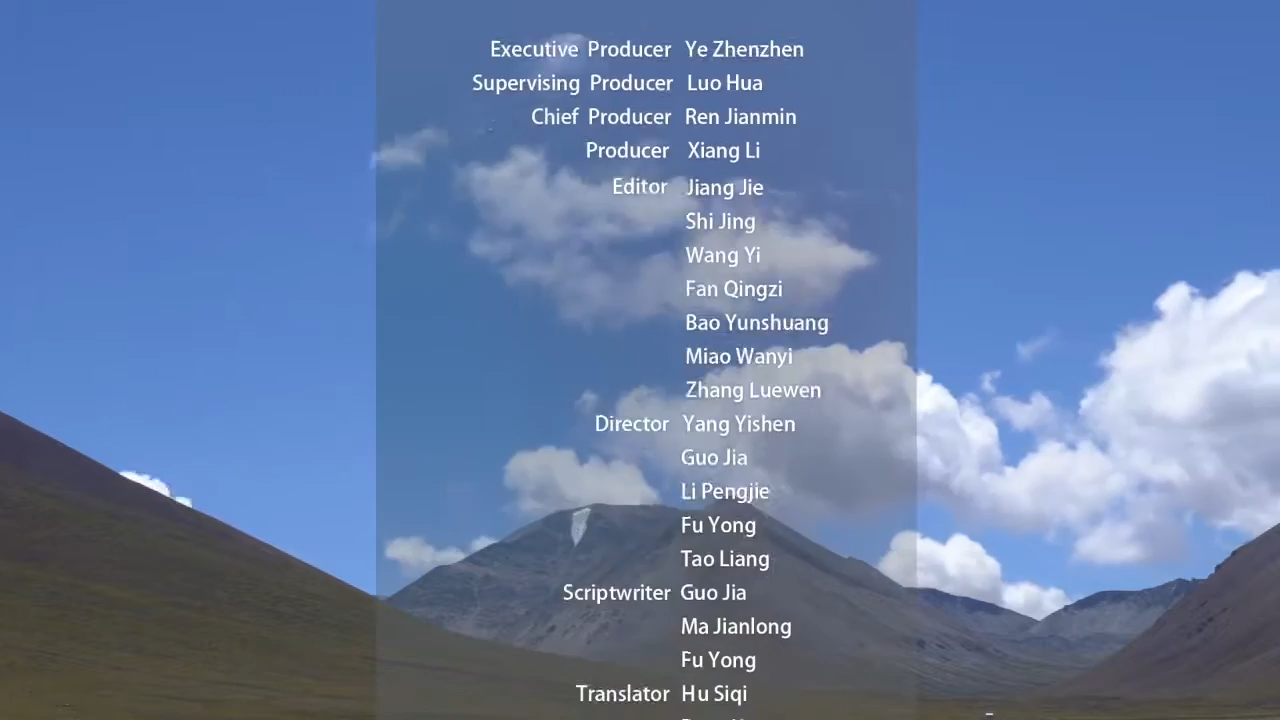 Executive Producer Ye Zhenzhen
Supervising Producer Luo Hua
Chief Producer Ren Jianmin
Producer Xiang Li
Editor Jiang Jie
Shi Jing
Wang Yi
Fan Qingzi
Bao Yunshuang
Miao Wanyi
Zhang Luewen
Director Yang Yishen
Guo Jia
Li Pengjie
Fu Yong
Tao Liang
Scriptwriter Guo Jia
Ma Jianlong
Fu Yong
Translator Hu Siqi